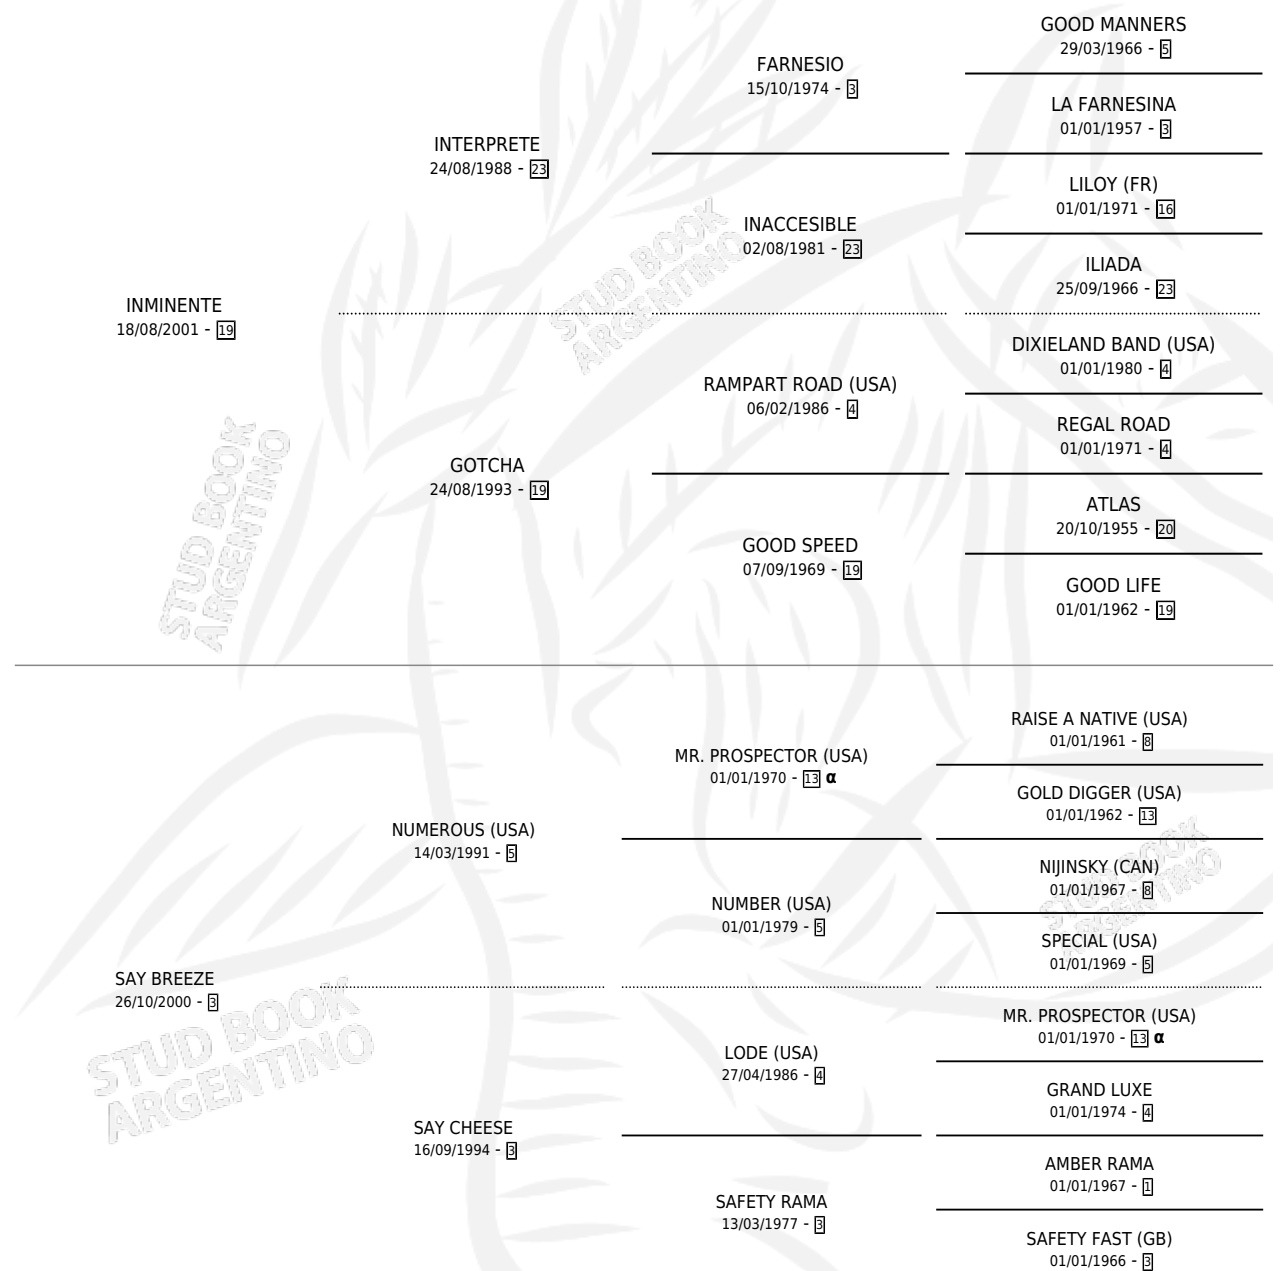 GOOD MANNERS
29/03/1966 - 5
FARNESIO
15/10/1974 - 3
LA FARNESINA
01/01/1957 - 3
INTERPRETE
24/08/1988 - 23
LILOY (FR)
01/01/1971 - 16
INACCESIBLE
02/08/1981 - 23
ILIADA
25/09/1966 - 23
INMINENTE
18/08/2001 - 19
DIXIELAND BAND (USA)
01/01/1980 - 4
RAMPART ROAD (USA)
06/02/1986 - 4
REGAL ROAD
01/01/1971 - 4
GOTCHA
24/08/1993 - 19
ATLAS
20/10/1955 - 20
GOOD SPEED
07/09/1969 - 19
GOOD LIFE
01/01/1962 - 19
RAISE A NATIVE (USA)
01/01/1961 - 8
MR. PROSPECTOR (USA)
01/01/1970 - 13 α
GOLD DIGGER (USA)
01/01/1962 - 13
NUMEROUS (USA)
14/03/1991 - 5
NIJINSKY (CAN)
01/01/1967 - 8
NUMBER (USA)
01/01/1979 - 5
SPECIAL (USA)
01/01/1969 - 5
SAY BREEZE
26/10/2000 - 3
MR. PROSPECTOR (USA)
01/01/1970 - 13 α
LODE (USA)
27/04/1986 - 4
GRAND LUXE
01/01/1974 - 4
SAY CHEESE
16/09/1994 - 3
AMBER RAMA
01/01/1967 - 1
SAFETY RAMA
13/03/1977 - 3
SAFETY FAST (GB)
01/01/1966 - 3
STUD BOOK
ARGENTINO
STUD BOOK
ARGENTINO
STUD BOOK
ARGENTINO
STUD BOOK
ARGENTINO